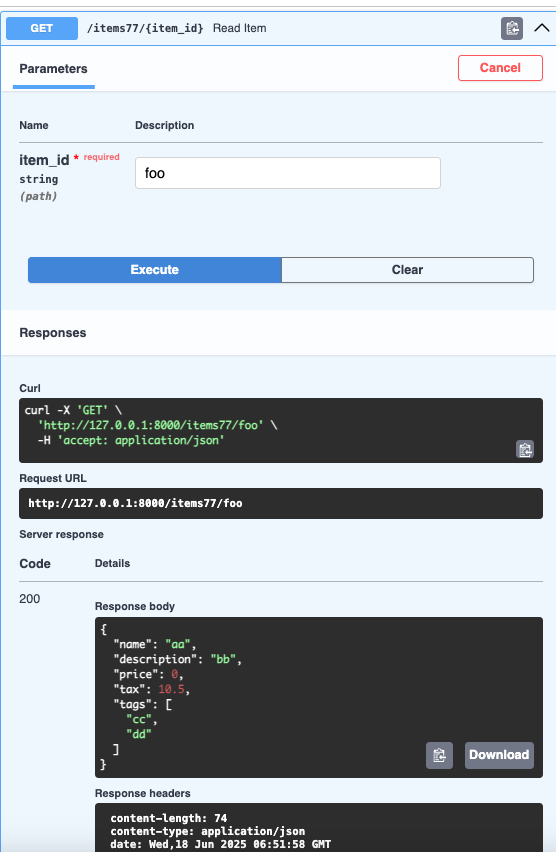 GET /items77/{item_id} Read Item
Parameters Cancel
Name Description
item_id * required
string
(path)
foo
Execute Clear
Responses
Curl
curl -X 'GET' \
'http://127.0.0.1:8000/items77/foo' \
-H 'accept: application/json'
Request URL
http://127.0.0.1:8000/items77/foo
Server response
Code Details
200
Response body
{
"name": "aa",
"description": "bb",
"price": 0,
"tax": 10.5,
"tags": [
"cc",
"dd"
]
}
Download
Response headers
content-length: 74
content-type: application/json
date: Wed,18 Jun 2025 06:51:58 GMT